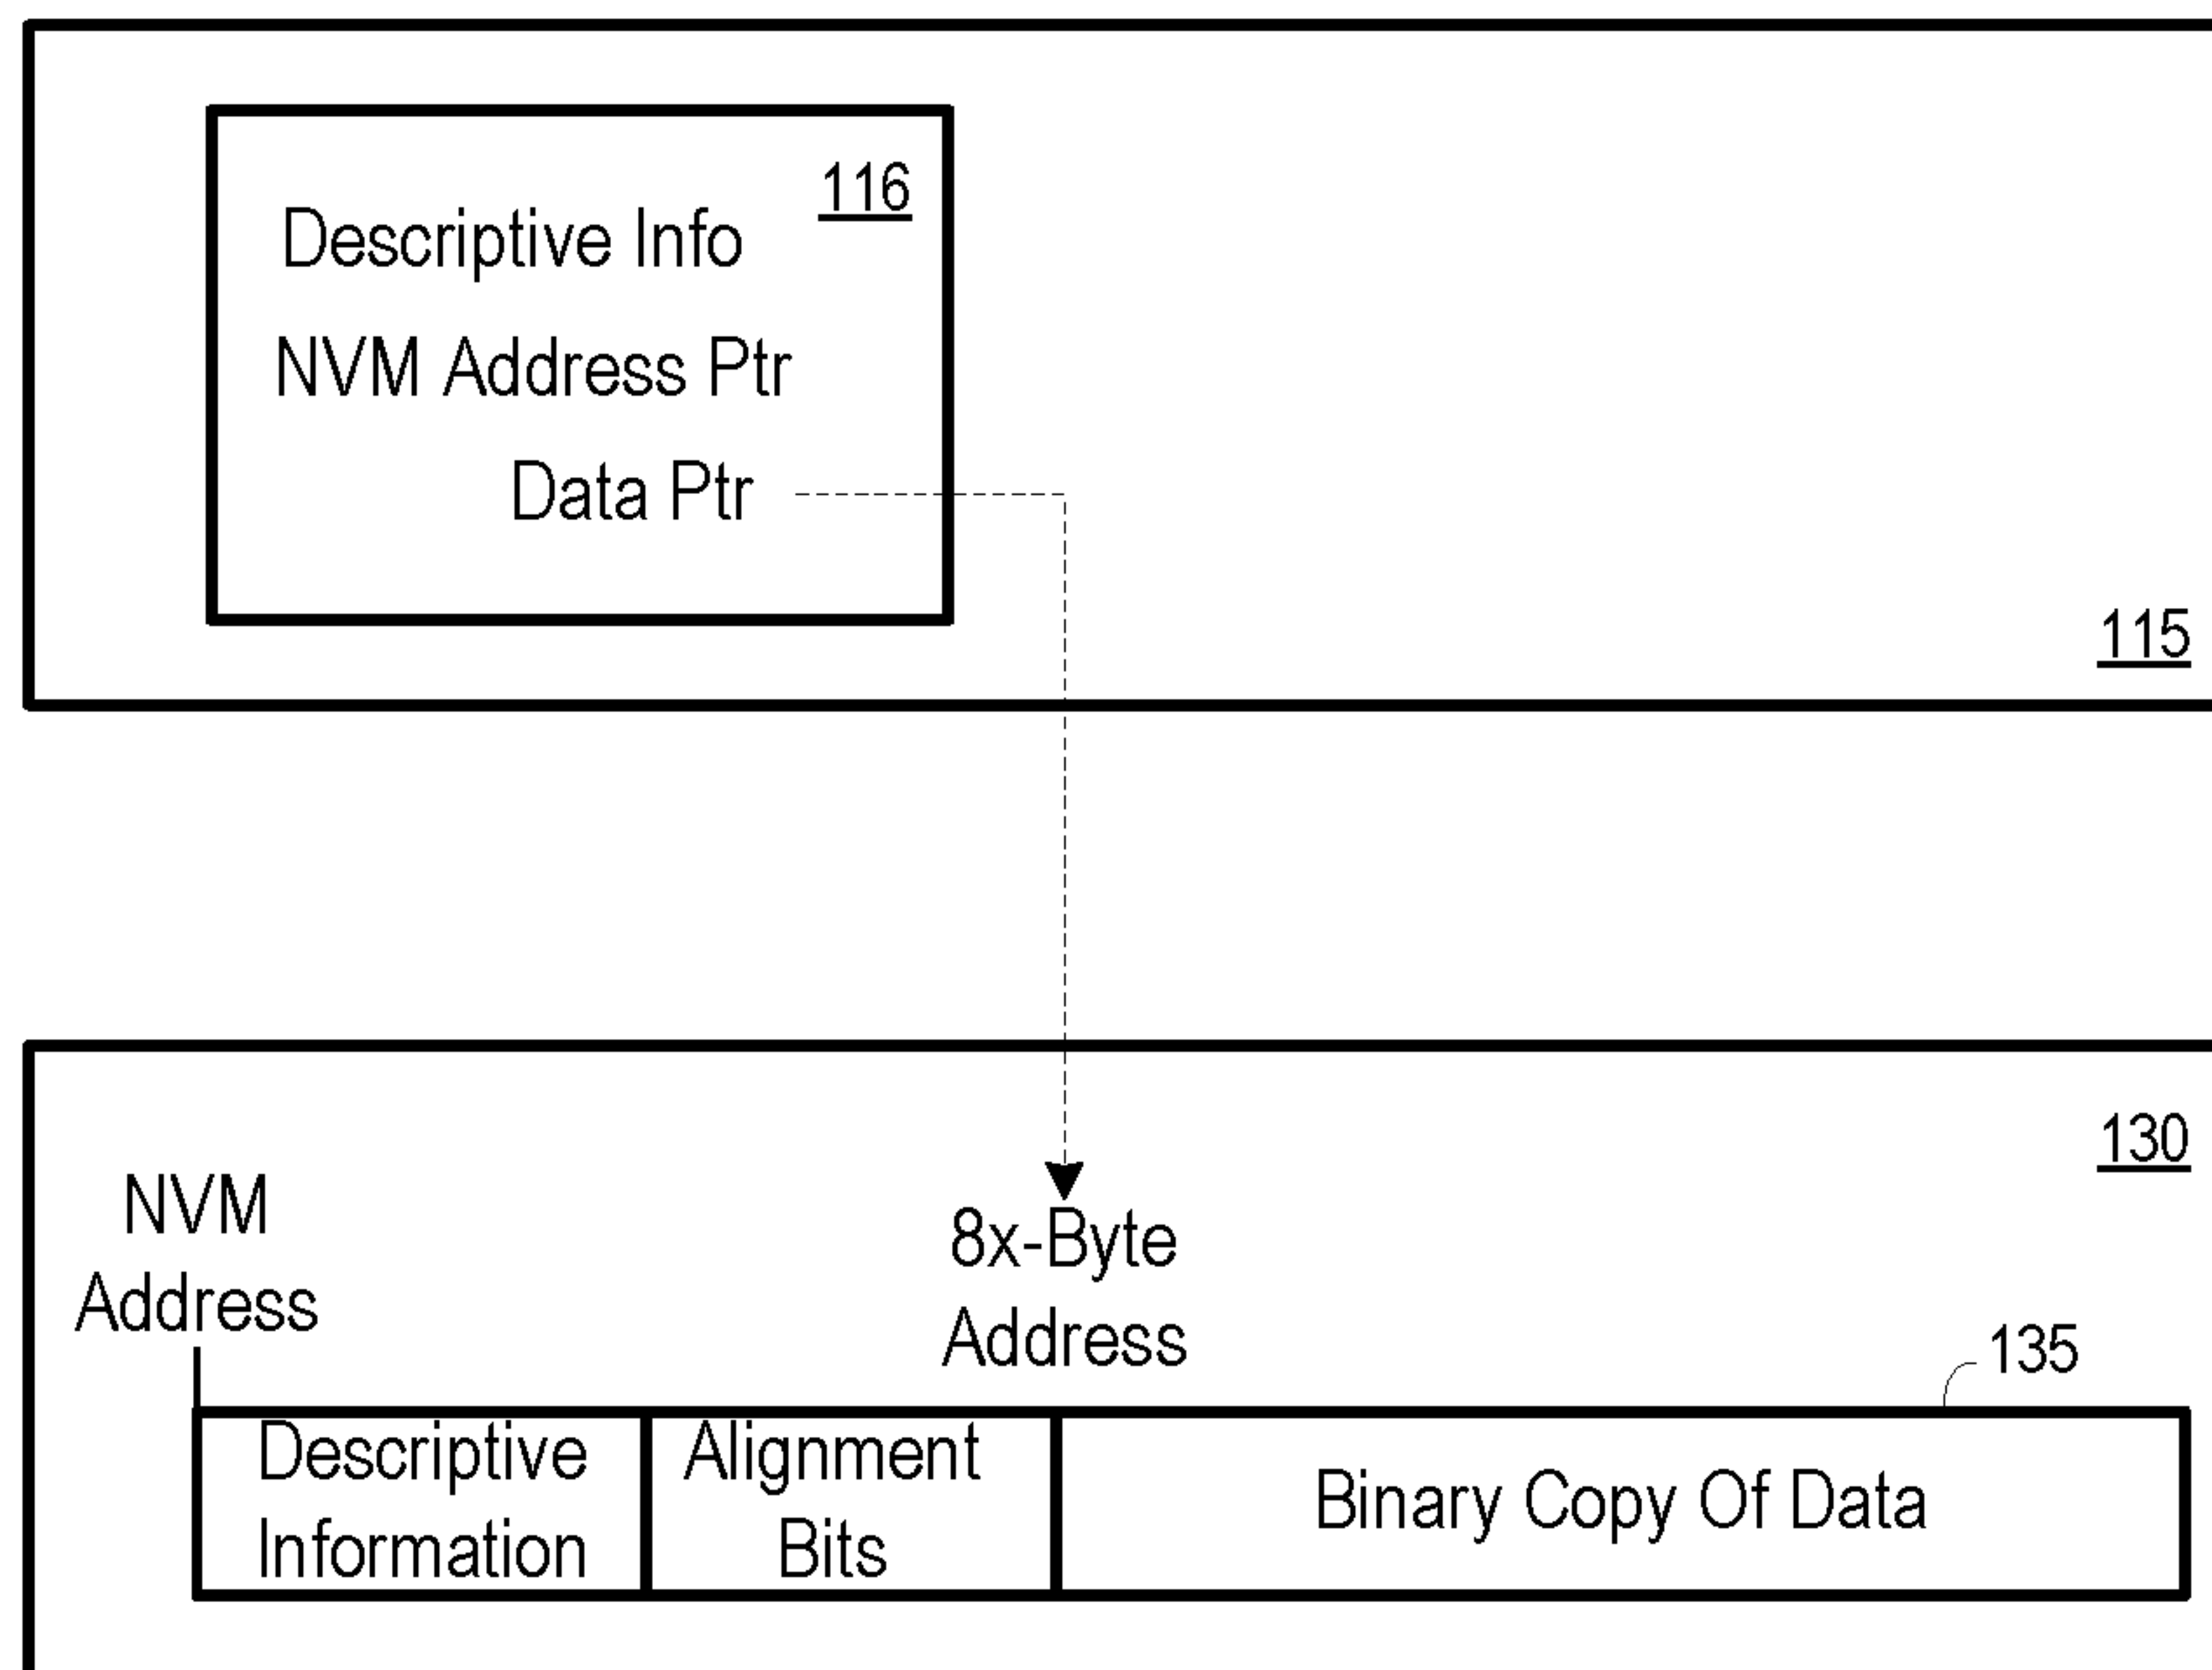 116
Descriptive Info
NVM Address Ptr
Data Ptr
115
130
NVM
Address
8x-Byte
Address
135
Descriptive
Information
Alignment
Bits
Binary Copy Of Data